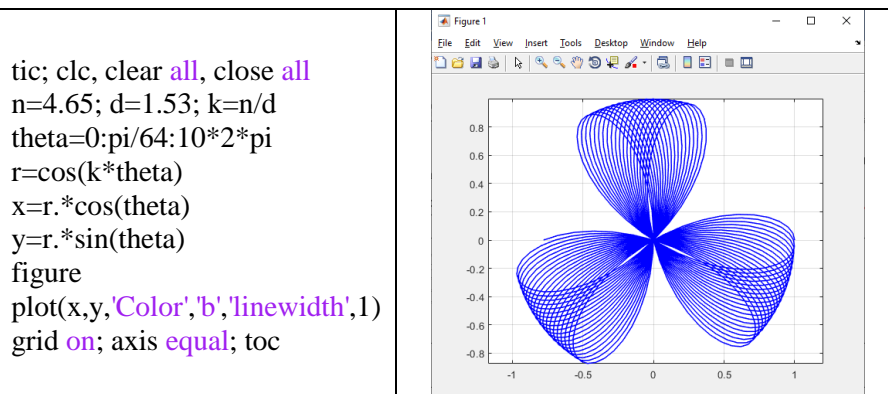 tic; clc, clear all, close all
n=4.65; d=1.53; k=n/d
theta=0:pi/64:10*2*pi
r=cos(k*theta)
x=r.*cos(theta)
y=r.*sin(theta)
figure
plot(x,y,'Color','b','linewidth',1)
grid on; axis equal; toc
Figure 1
File Edit View Insert Tools Desktop Window Help
0.8
0.6
0.4
0.2
0
-0.2
-0.4
-0.6
-0.8
-1 -0.5 0 0.5 1